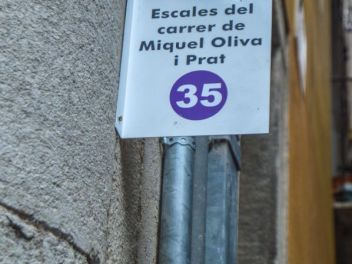 Escales del
carrer de
Miquel Oliva
i Prat
35